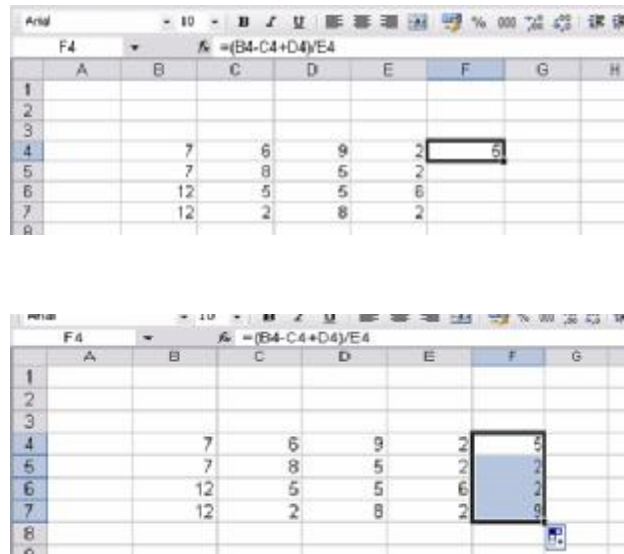 Arial 10 B I U % 000
F4 fx =(B4-C4+D4)/E4
A B C D E F G H
1
2
3
4 7 6 9 2 5
5 7 8 5 2
6 12 5 5 6
7 12 2 8 2
8
Arial 10 B I U % 000
F4 fx =(B4-C4+D4)/E4
A B C D E F G
1
2
3
4 7 6 9 2 5
5 7 8 5 2 2
6 12 5 5 6 2
7 12 2 8 2 9
8